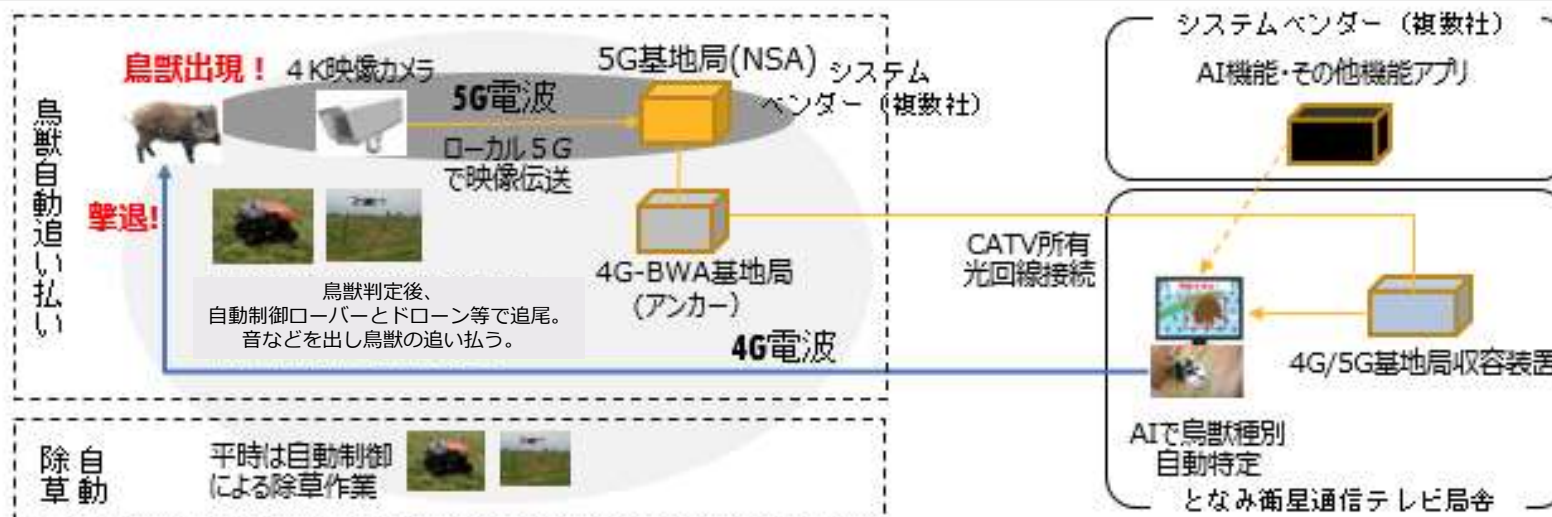 鳥獣自動追い払い
鳥獣出現！
4K映像カメラ
5G電波
ローカル5G
で映像伝送
5G基地局(NSA)
システム
ベンダー（複数社）
撃退!
鳥獣判定後、
自動制御ローバーとドローン等で追尾。
音などを出し鳥獣の追い払う。
4G-BWA基地局
(アンカー)
4G電波
CATV所有
光回線接続
システムベンダー（複数社）
AI機能・その他機能アプリ
4G/5G基地局収容装置
AIで鳥獣種別
自動特定
となみ衛星通信テレビ局舎
自動
除草
平時は自動制御
による除草作業